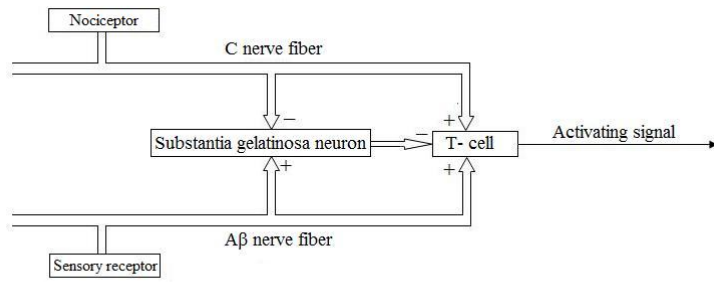 Nociceptor
C nerve fiber
−
+
Substantia gelatinosa neuron
−
T- cell
Activating signal
+
+
Aβ nerve fiber
Sensory receptor